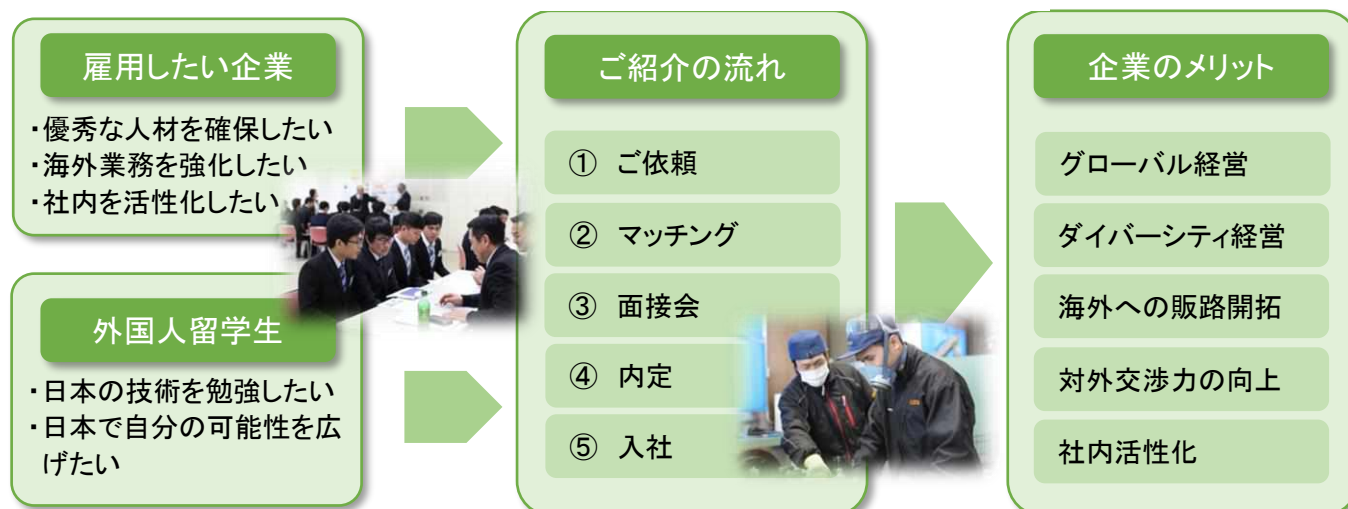 雇用したい企業
・優秀な人材を確保したい
・海外業務を強化したい
・社内を活性化したい
外国人留学生
・日本の技術を勉強したい
・日本で自分の可能性を広
げたい
ご紹介の流れ
① ご依頼
② マッチング
③ 面接会
④ 内定
⑤ 入社
企業のメリット
グローバル経営
ダイバーシティ経営
海外への販路開拓
対外交渉力の向上
社内活性化